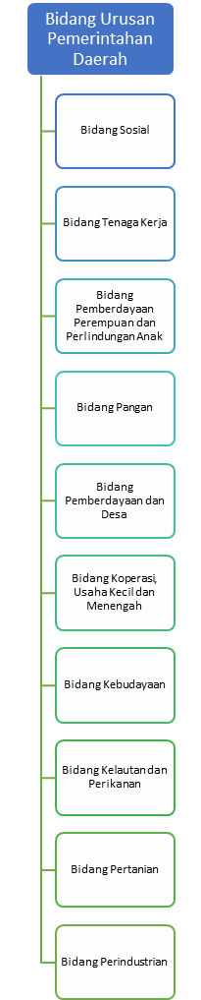 Bidang Urusan
Pemerintahan
Daerah
Bidang Sosial
Bidang Tenaga Kerja
Bidang
Pemberdayaan
Perempuan dan
Perlindungan Anak
Bidang Pangan
Bidang
Pemberdayaan dan
Desa
Bidang Koperasi,
Usaha Kecil dan
Menengah
Bidang Kebudayaan
Bidang Kelautan dan
Perikanan
Bidang Pertanian
Bidang Perindustrian